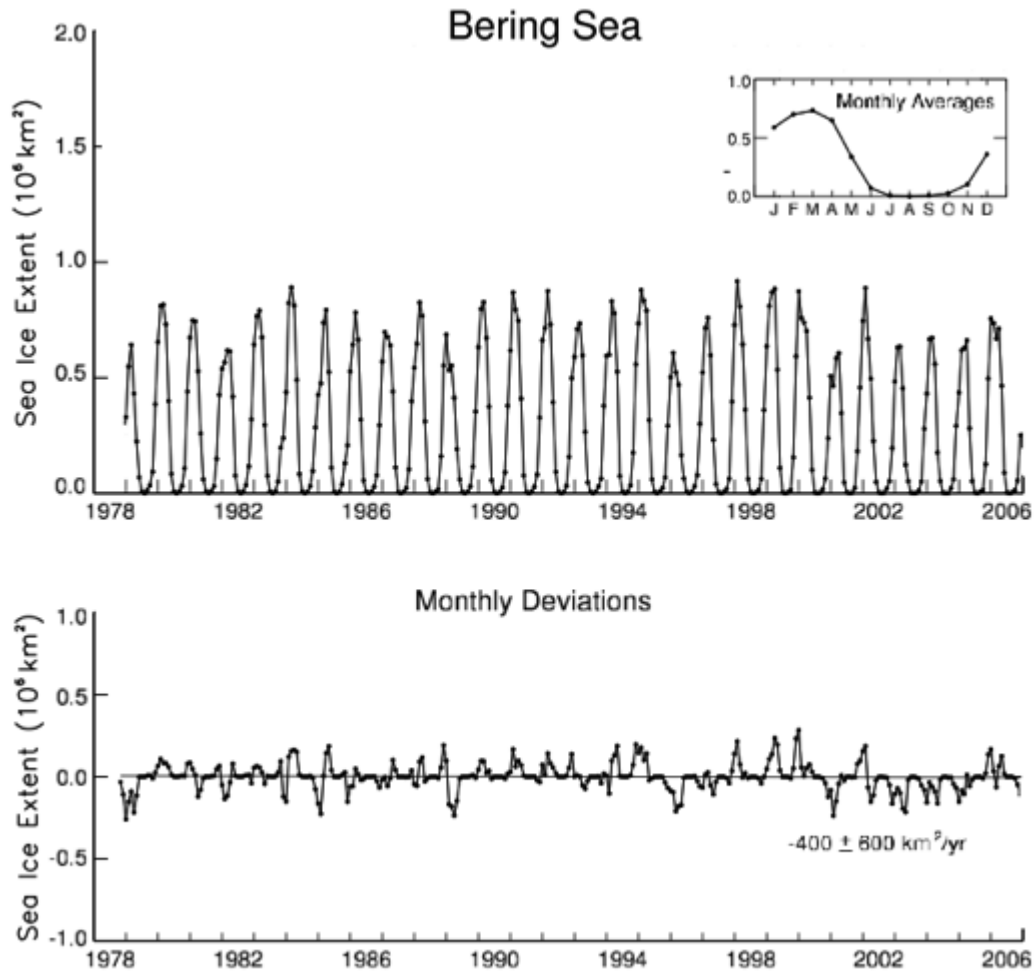 Bering Sea
Sea Ice Extent (10⁶ km²)
2.0
1.5
1.0
0.5
0.0
Monthly Averages
1.0
0.5
0.0
J F M A M J J A S O N D
1978 1982 1986 1990 1994 1998 2002 2006
Monthly Deviations
Sea Ice Extent (10⁶ km²)
1.0
0.5
0.0
-0.5
-1.0
-400 ± 600 km²/yr
1978 1982 1986 1990 1994 1998 2002 2006